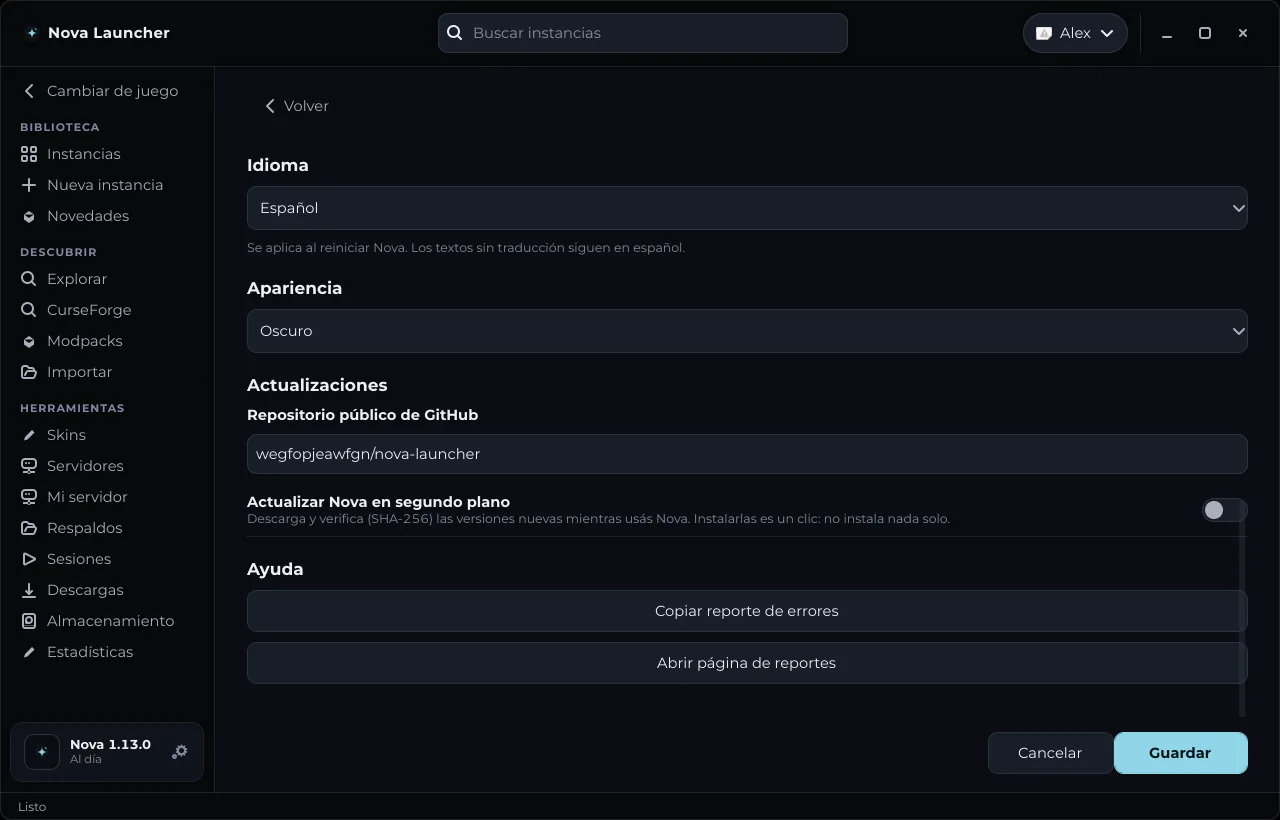 Nova Launcher
Buscar instancias
Alex
Cambiar de juego
BIBLIOTECA
Instancias
Nueva instancia
Novedades
DESCUBRIR
Explorar
CurseForge
Modpacks
Importar
HERRAMIENTAS
Skins
Servidores
Mi servidor
Respaldos
Sesiones
Descargas
Almacenamiento
Estadísticas
Nova 1.13.0
Al día
Volver
Idioma
Español
Se aplica al reiniciar Nova. Los textos sin traducción siguen en español.
Apariencia
Oscuro
Actualizaciones
Repositorio público de GitHub
wegfopjeawfgn/nova-launcher
Actualizar Nova en segundo plano
Descarga y verifica (SHA-256) las versiones nuevas mientras usás Nova. Instalarlas es un clic: no instala nada solo.
Ayuda
Copiar reporte de errores
Abrir página de reportes
Cancelar
Guardar
Listo